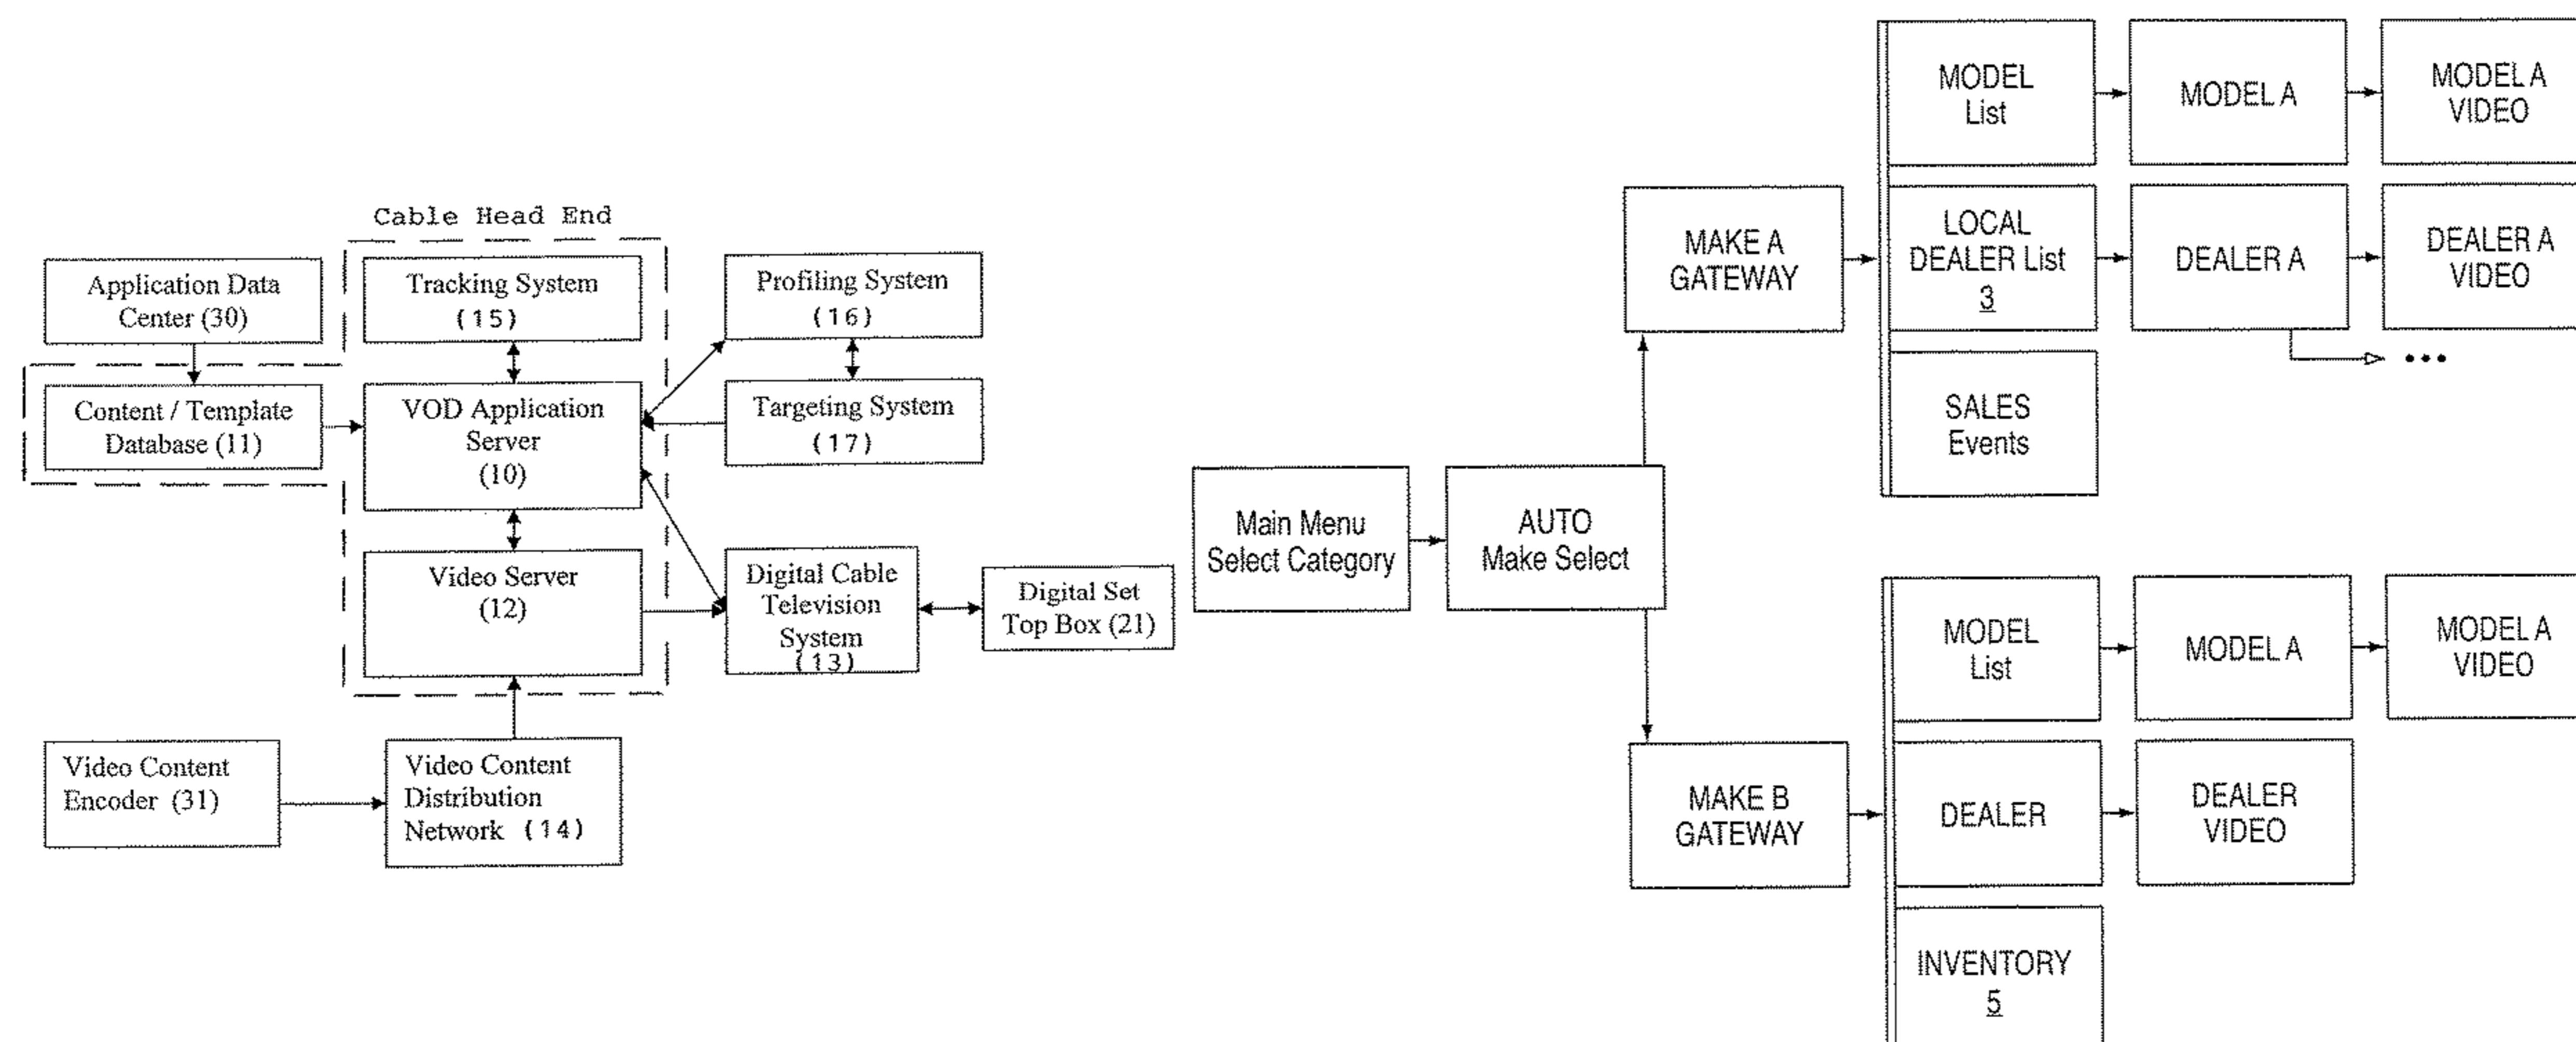 Cable Head End
Application Data
Center (30)
Tracking System
(15)
Profiling System
(16)
Content / Template
Database (11)
VOD Application
Server
(10)
Targeting System
(17)
Video Server
(12)
Digital Cable
Television
System
(13)
Digital Set
Top Box (21)
Video Content
Encoder (31)
Video Content
Distribution
Network (14)
Main Menu
Select Category
AUTO
Make Select
MAKE A
GATEWAY
MODEL
List
MODEL A
MODEL A
VIDEO
LOCAL
DEALER List
3
DEALER A
DEALER A
VIDEO
•••
SALES
Events
MAKE B
GATEWAY
MODEL
List
MODEL A
MODEL A
VIDEO
DEALER
DEALER
VIDEO
INVENTORY
5